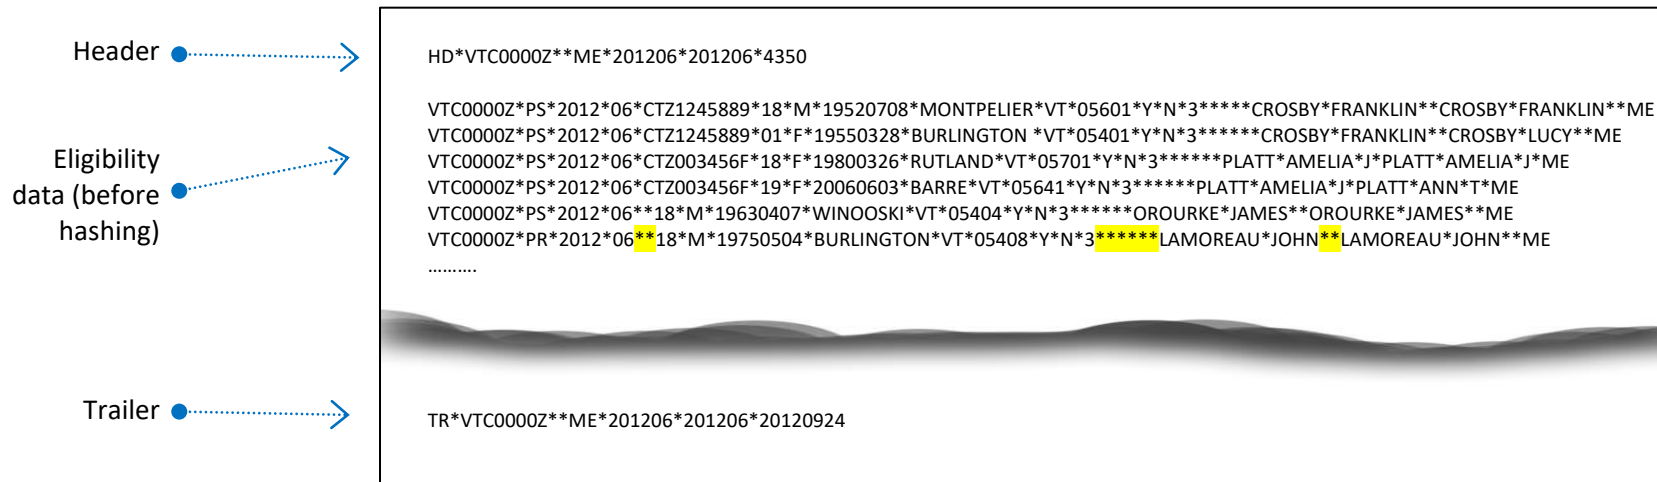 Header
HD*VTC0000Z**ME*201206*201206*4350
VTC0000Z*PS*2012*06*CTZ1245889*18*M*19520708*MONTPELIER*VT*05601*Y*N*3*****CROSBY*FRANKLIN**CROSBY*FRANKLIN**ME
VTC0000Z*PS*2012*06*CTZ1245889*01*F*19550328*BURLINGTON *VT*05401*Y*N*3******CROSBY*FRANKLIN**CROSBY*LUCY**ME
VTC0000Z*PS*2012*06*CTZ003456F*18*F*19800326*RUTLAND*VT*05701*Y*N*3******PLATT*AMELIA*J*PLATT*AMELIA*J*ME
VTC0000Z*PS*2012*06*CTZ003456F*19*F*20060603*BARRE*VT*05641*Y*N*3******PLATT*AMELIA*J*PLATT*ANN*T*ME
VTC0000Z*PS*2012*06**18*M*19630407*WINOOSKI*VT*05404*Y*N*3******OROURKE*JAMES**OROURKE*JAMES**ME
VTC0000Z*PR*2012*06**18*M*19750504*BURLINGTON*VT*05408*Y*N*3******LAMOREAU*JOHN**LAMOREAU*JOHN**ME
……….
Eligibility
data (before
hashing)
Trailer
TR*VTC0000Z**ME*201206*201206*20120924